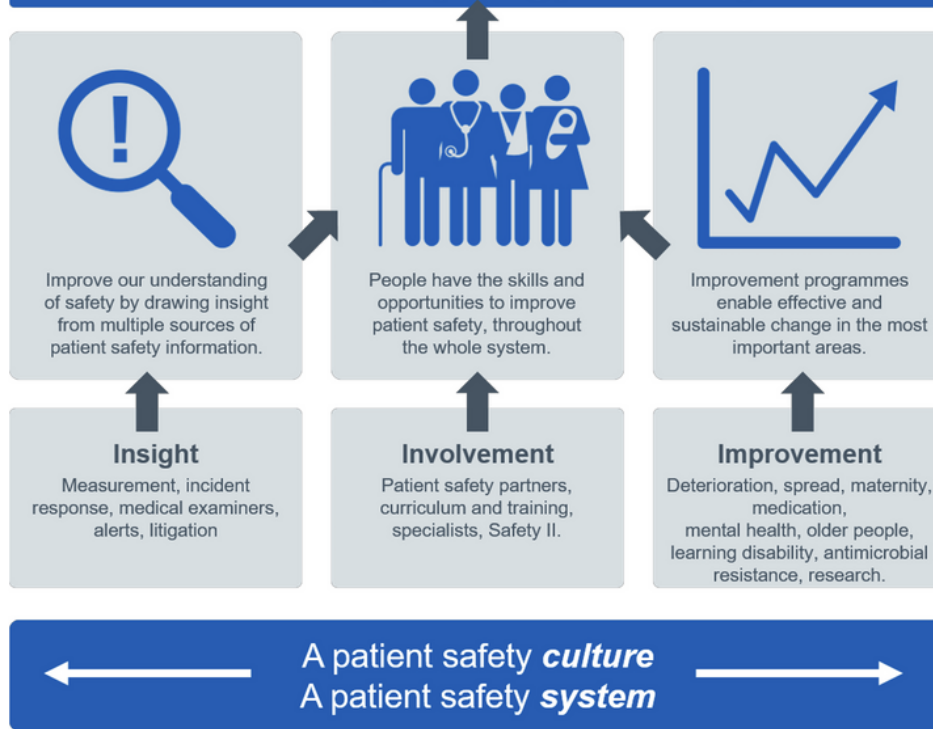 !
Improve our understanding
of safety by drawing insight
from multiple sources of
patient safety information.
People have the skills and
opportunities to improve
patient safety, throughout
the whole system.
Improvement programmes
enable effective and
sustainable change in the most
important areas.
Insight
Measurement, incident
response, medical examiners,
alerts, litigation
Involvement
Patient safety partners,
curriculum and training,
specialists, Safety II.
Improvement
Deterioration, spread, maternity,
medication,
mental health, older people,
learning disability, antimicrobial
resistance, research.
A patient safety culture
A patient safety system